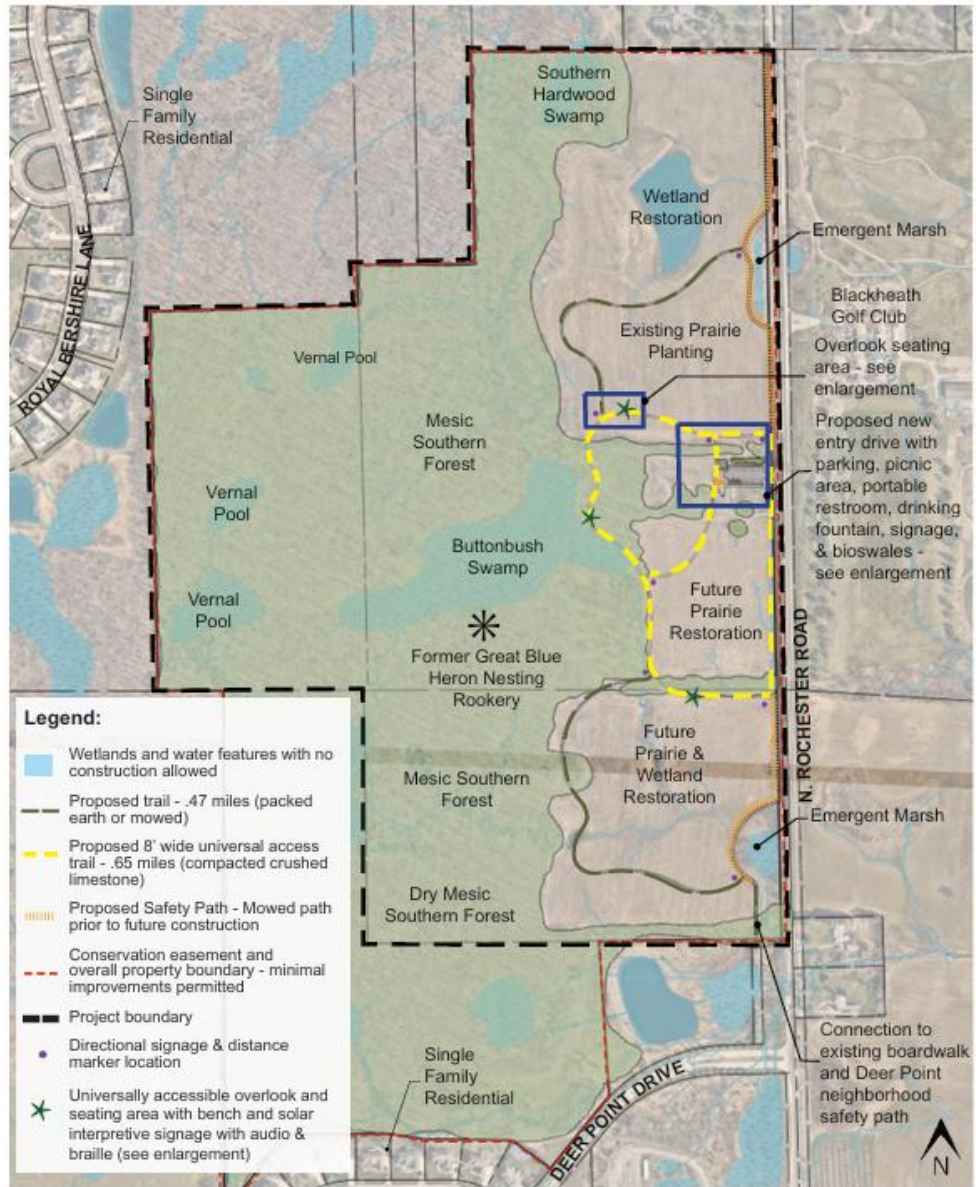 Southern
Hardwood
Swamp
Single
Family
Residential
Wetland
Restoration
Emergent Marsh
ROYAL BERSHIRE LANE
Blackheath
Golf Club
Existing Prairie
Planting
Vernal Pool
Overlook seating
area - see
enlargement
Mesic
Southern
Forest
Proposed new
entry drive with
parking, picnic
area, portable
restroom, drinking
fountain, signage,
& bioswales -
see enlargement
Vernal
Pool
Buttonbush
Swamp
Vernal
Pool
Future
Prairie
Restoration
Former Great Blue
Heron Nesting
Rookery
N. ROCHESTER ROAD
Future
Prairie &
Wetland
Restoration
Mesic Southern
Forest
Emergent Marsh
Dry Mesic
Southern Forest
Connection to
existing boardwalk
and Deer Point
neighborhood
safety path
Single
Family
Residential
DEER POINT DRIVE
N
Legend:
Wetlands and water features with no
construction allowed
Proposed trail - .47 miles (packed
earth or mowed)
Proposed 8' wide universal access
trail - .65 miles (compacted crushed
limestone)
Proposed Safety Path - Mowed path
prior to future construction
Conservation easement and
overall property boundary - minimal
improvements permitted
Project boundary
Directional signage & distance
marker location
Universally accessible overlook and
seating area with bench and solar
interpretive signage with audio &
braille (see enlargement)